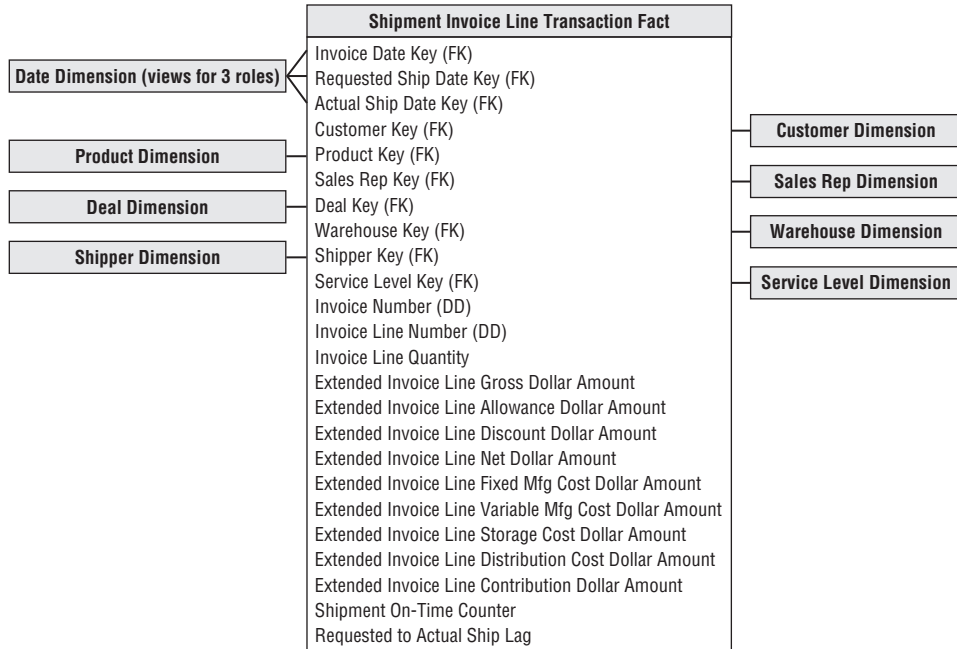 Shipment Invoice Line Transaction Fact
Date Dimension (views for 3 roles)
Product Dimension
Deal Dimension
Shipper Dimension
Invoice Date Key (FK)
Requested Ship Date Key (FK)
Actual Ship Date Key (FK)
Customer Key (FK)
Product Key (FK)
Sales Rep Key (FK)
Deal Key (FK)
Warehouse Key (FK)
Shipper Key (FK)
Service Level Key (FK)
Invoice Number (DD)
Invoice Line Number (DD)
Invoice Line Quantity
Extended Invoice Line Gross Dollar Amount
Extended Invoice Line Allowance Dollar Amount
Extended Invoice Line Discount Dollar Amount
Extended Invoice Line Net Dollar Amount
Extended Invoice Line Fixed Mfg Cost Dollar Amount
Extended Invoice Line Variable Mfg Cost Dollar Amount
Extended Invoice Line Storage Cost Dollar Amount
Extended Invoice Line Distribution Cost Dollar Amount
Extended Invoice Line Contribution Dollar Amount
Shipment On-Time Counter
Requested to Actual Ship Lag
Customer Dimension
Sales Rep Dimension
Warehouse Dimension
Service Level Dimension